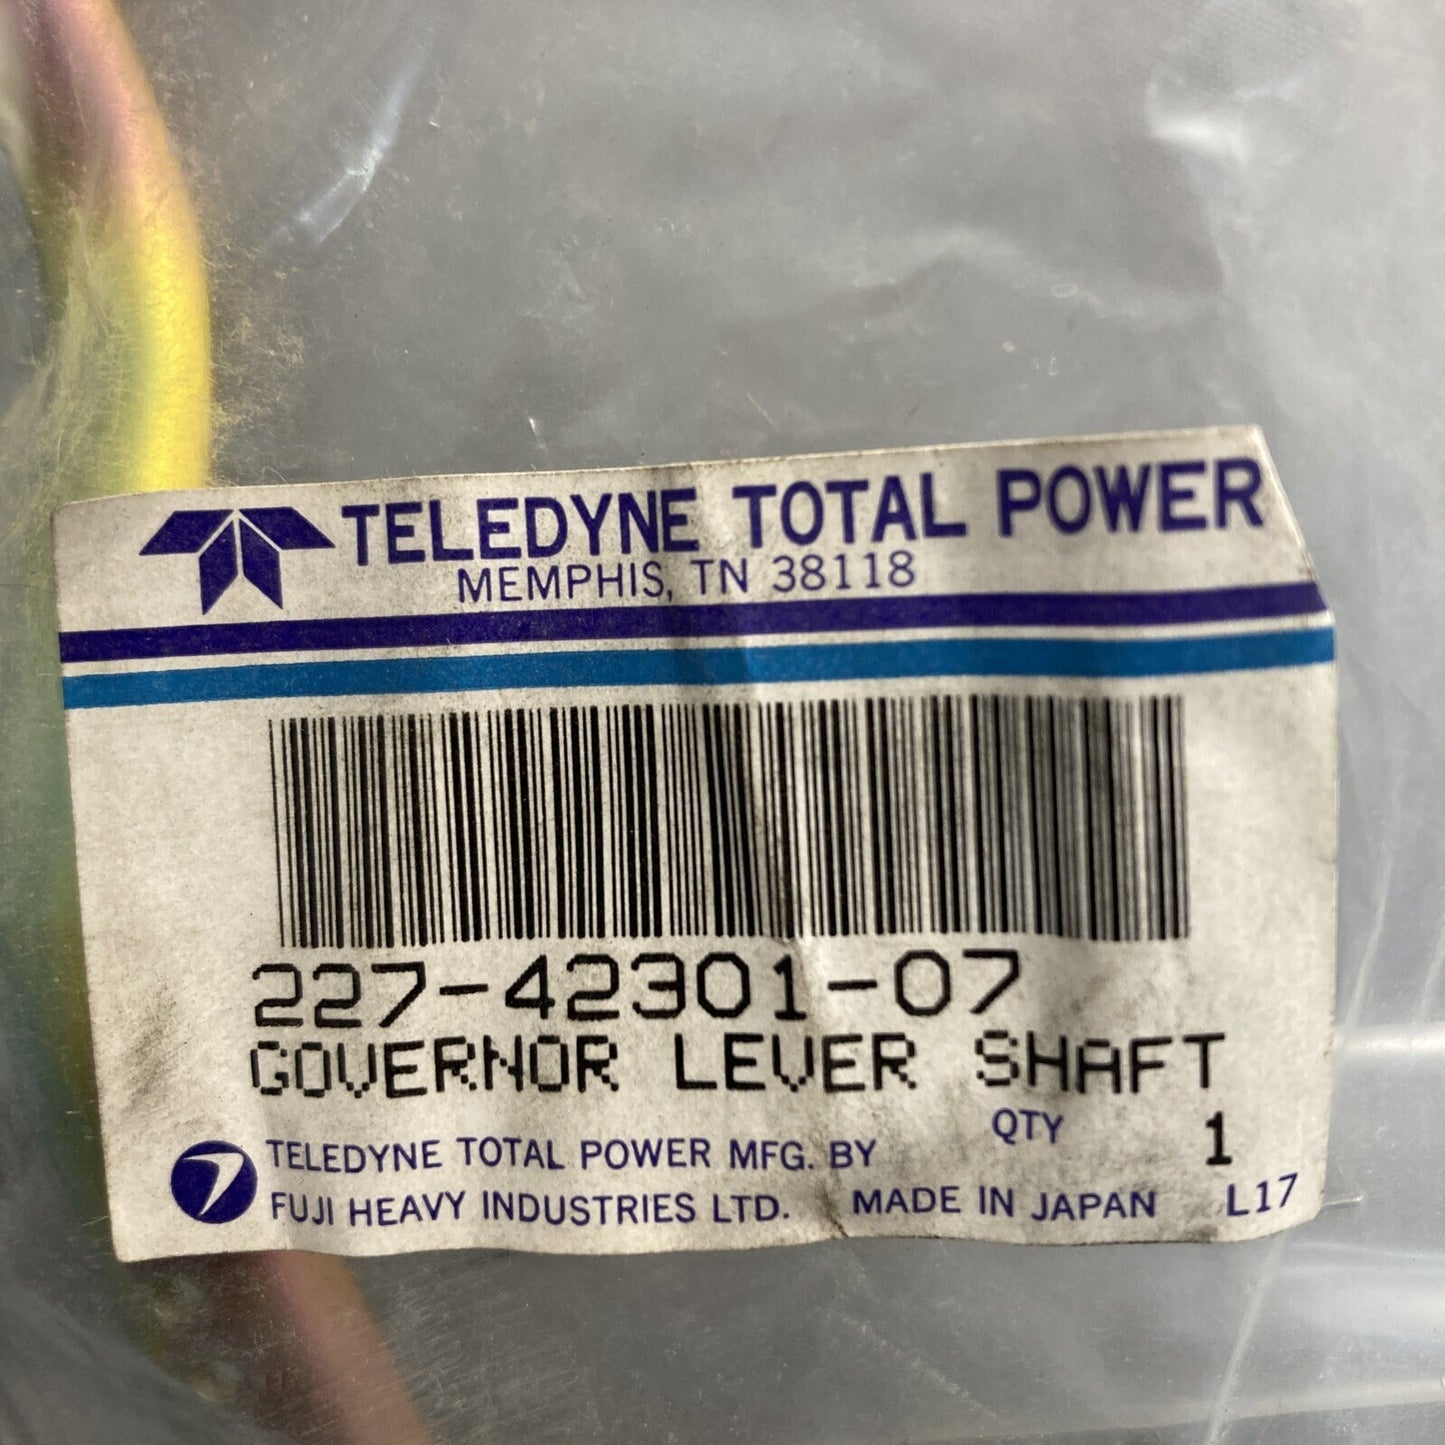 TELEDYNE TOTAL POWER
MEMPHIS, TN 38118
227-42301-07
GOVERNOR LEVER SHAFT
QTY 1
TELEDYNE TOTAL POWER MFG. BY
FUJI HEAVY INDUSTRIES LTD. MADE IN JAPAN L17